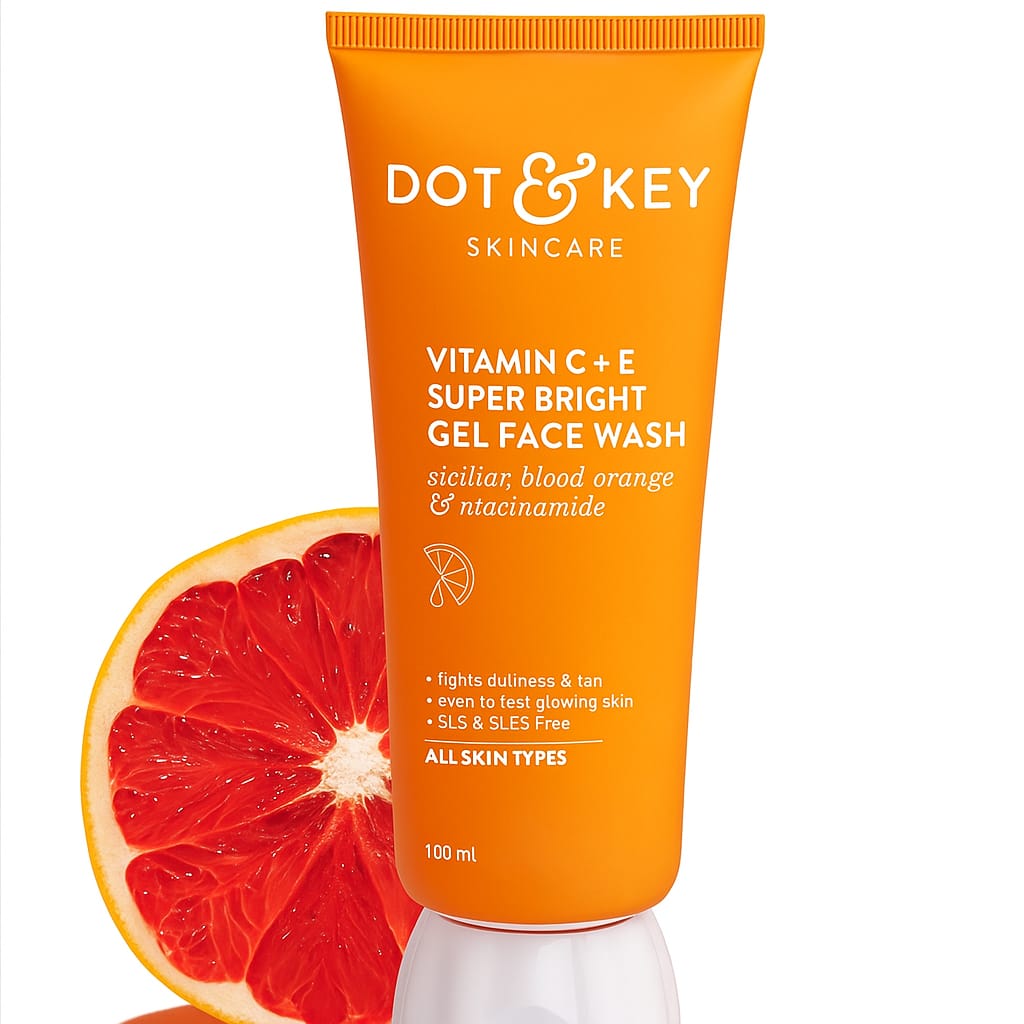 DOT & KEY
SKINCARE
VITAMIN C + E
SUPER BRIGHT
GEL FACE WASH
siciliar, blood orange
& ntacinamide
• fights duliness & tan
• even to fest glowing skin
• SLS & SLES Free
ALL SKIN TYPES
100 ml